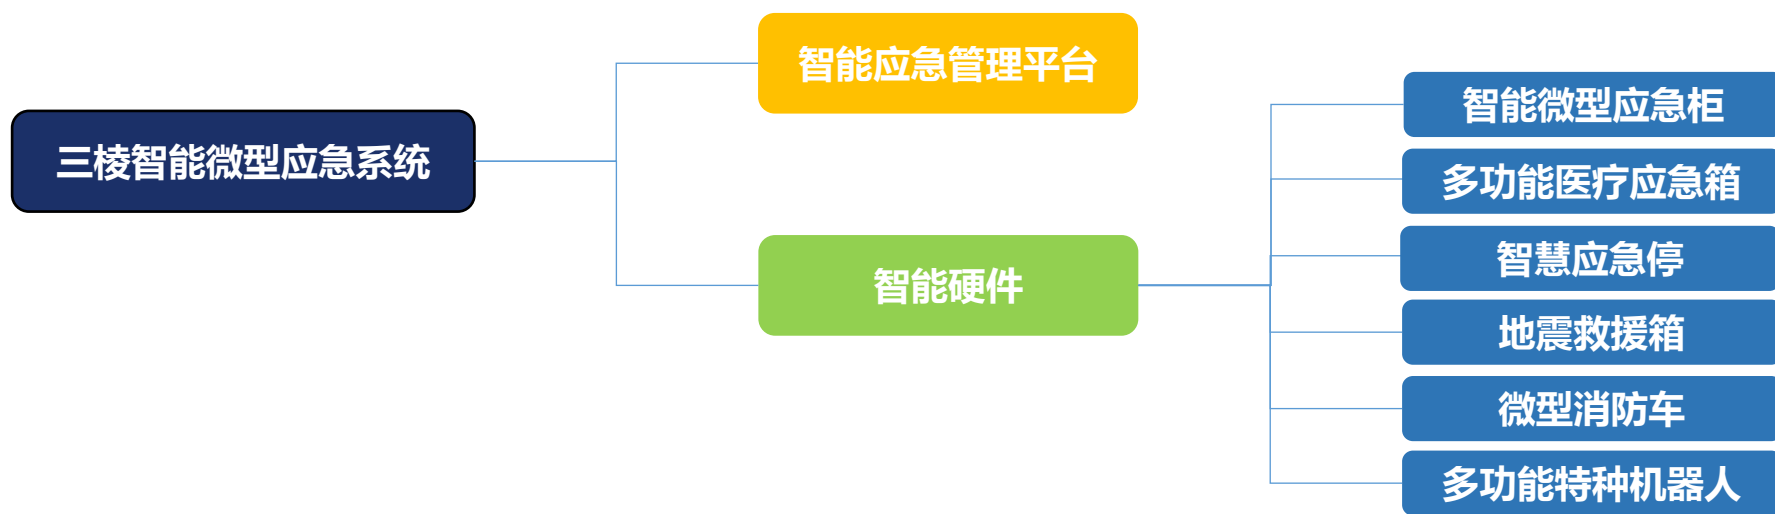 智能应急管理平台
三棱智能微型应急系统
智能硬件
智能微型应急柜
多功能医疗应急箱
智慧应急停
地震救援箱
微型消防车
多功能特种机器人